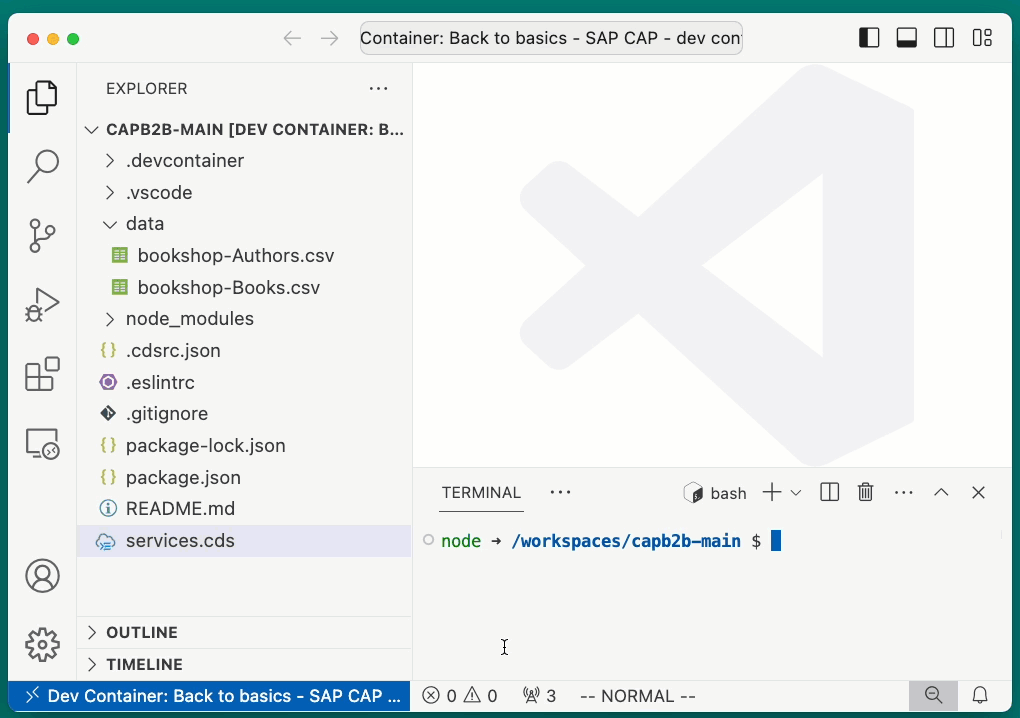 Container: Back to basics - SAP CAP - dev con
EXPLORER
CAPB2B-MAIN [DEV CONTAINER: B...
.devcontainer
.vscode
data
bookshop-Authors.csv
bookshop-Books.csv
node_modules
{} .cdsrc.json
.eslintrc
.gitignore
{} package-lock.json
{} package.json
README.md
services.cds
OUTLINE
TIMELINE
TERMINAL
bash
node → /workspaces/capb2b-main $
Dev Container: Back to basics - SAP CAP ...
0
0
3
-- NORMAL --